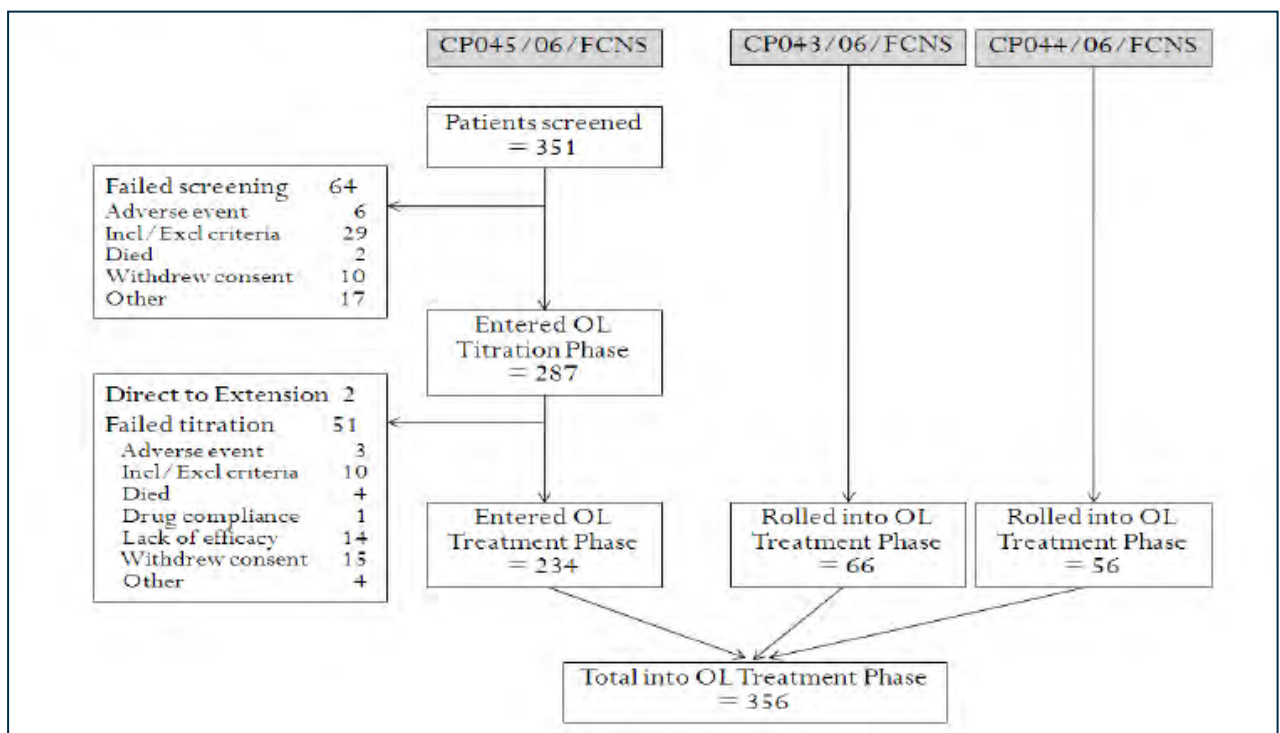 CP045/06/FCNS
CP043/06/FCNS
CP044/06/FCNS
Patients screened
= 351
Failed screening 64
Adverse event 6
Incl/Excl criteria 29
Died 2
Withdrew consent 10
Other 17
Entered OL
Titration Phase
= 287
Direct to Extension 2
Failed titration 51
Adverse event 3
Incl/Excl criteria 10
Died 4
Drug compliance 1
Lack of efficacy 14
Withdrew consent 15
Other 4
Entered OL
Treatment Phase
= 234
Rolled into OL
Treatment Phase
= 66
Rolled into OL
Treatment Phase
= 56
Total into OL Treatment Phase
= 356